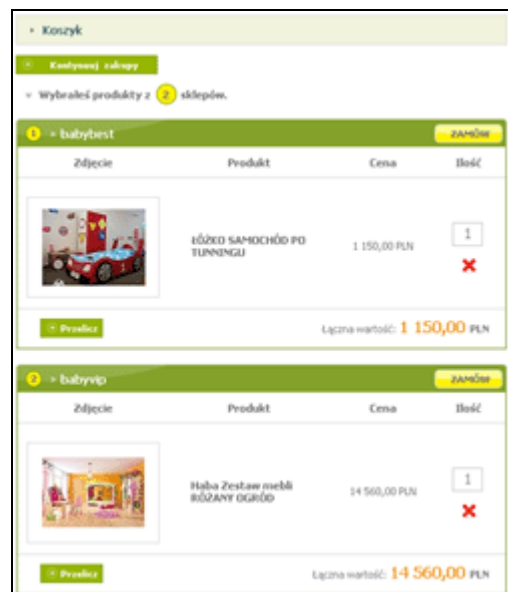 Koszyk
Kontynuuj zakupy
Wybrałeś produkty z 2 sklepów.
1 > babybest ZAMÓW
Zdjęcie Produkt Cena Ilość
ŁÓŻKO SAMOCHÓD PO 1 150,00 PLN 1
TUNNINGU
Przelicz Łączna wartość: 1 150,00 PLN
2 > babyvip ZAMÓW
Zdjęcie Produkt Cena Ilość
Haba Zestaw mebli 14 560,00 PLN 1
RÓŻANY OGRÓD
Przelicz Łączna wartość: 14 560,00 PLN